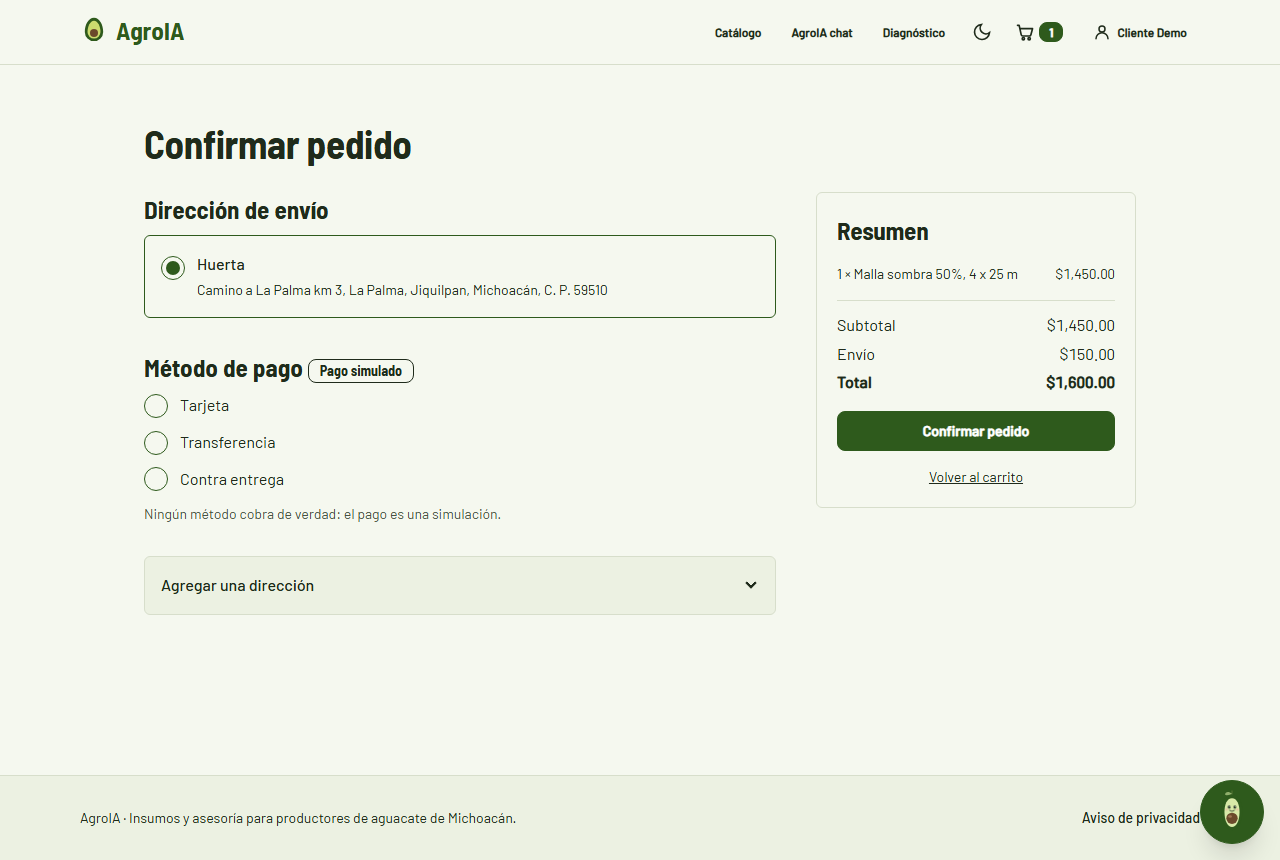 AgroIA
Catálogo
AgroIA chat
Diagnóstico
1
Cliente Demo
Confirmar pedido
Dirección de envío
Huerta
Camino a La Palma km 3, La Palma, Jiquilpan, Michoacán, C. P. 59510
Método de pago
Pago simulado
Tarjeta
Transferencia
Contra entrega
Ningún método cobra de verdad: el pago es una simulación.
Agregar una dirección
Resumen
1 × Malla sombra 50%, 4 x 25 m $1,450.00
Subtotal $1,450.00
Envío $150.00
Total $1,600.00
Confirmar pedido
Volver al carrito
AgroIA · Insumos y asesoría para productores de aguacate de Michoacán.
Aviso de privacidad